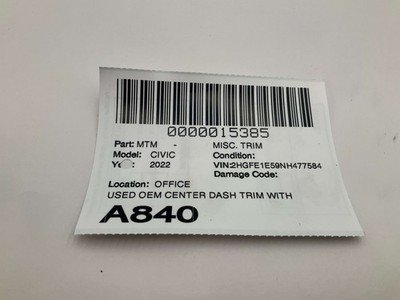 0000015385
Part: MTM - MISC. TRIM
Model: CIVIC Condition:
Year: 2022 VIN:2HGFE1E59NH477584
Damage Code:
Location: OFFICE
USED OEM CENTER DASH TRIM WITH
A840